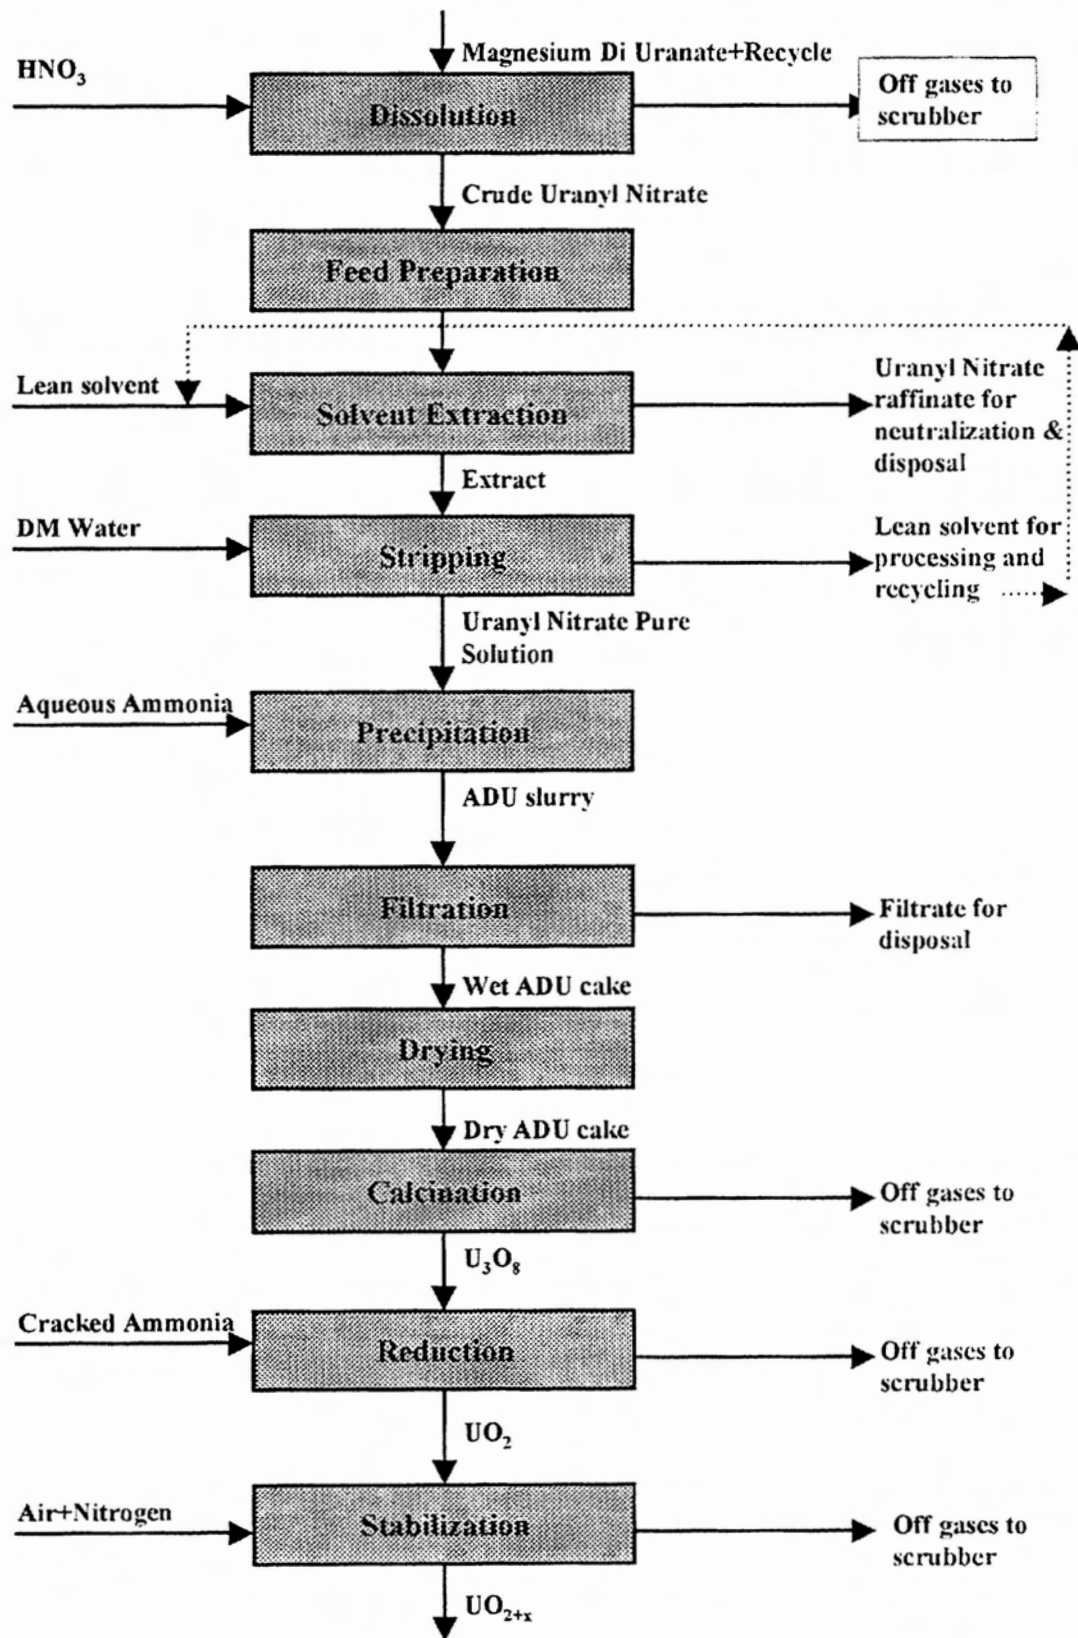 Magnesium Di Uranate+Recycle
HNO₃
Dissolution
Off gases to
scrubber
Crude Uranyl Nitrate
Feed Preparation
Lean solvent
Solvent Extraction
Uranyl Nitrate
raffinate for
neutralization &
disposal
Extract
DM Water
Stripping
Lean solvent for
processing and
recycling
Uranyl Nitrate Pure
Solution
Aqueous Ammonia
Precipitation
ADU slurry
Filtration
Filtrate for
disposal
Wet ADU cake
Drying
Dry ADU cake
Calcination
Off gases to
scrubber
U₃O₈
Cracked Ammonia
Reduction
Off gases to
scrubber
UO₂
Air+Nitrogen
Stabilization
Off gases to
scrubber
UO₂₊ₓ